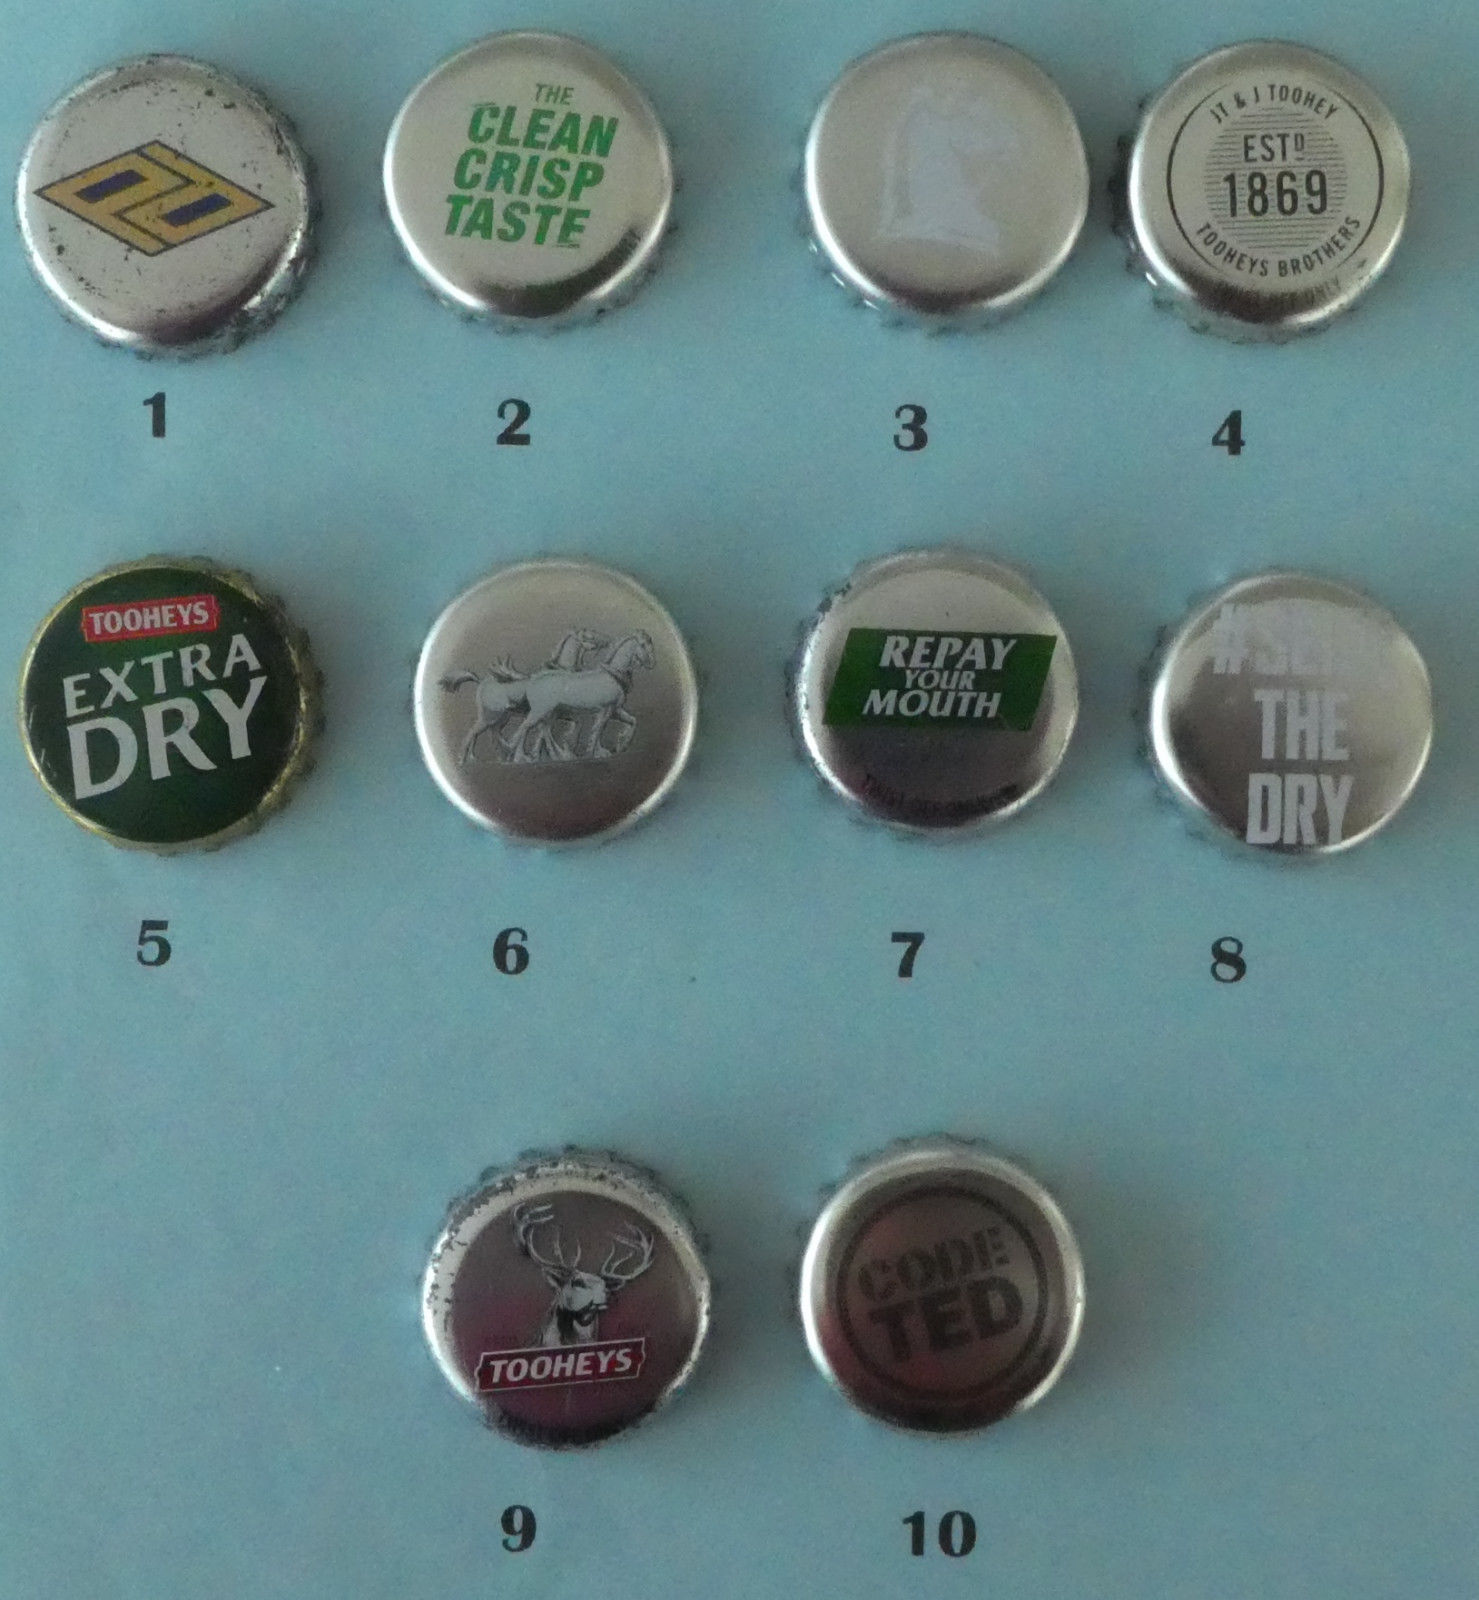 THE
CLEAN
CRISP
TASTE
JT & J TOOHEY
ESTD
1869
TOOHEYS BROTHERS
1
2
3
4
TOOHEYS
EXTRA
DRY
REPAY
YOUR
MOUTH
THE
DRY
5
6
7
8
TOOHEYS
CODE
TED
9
10